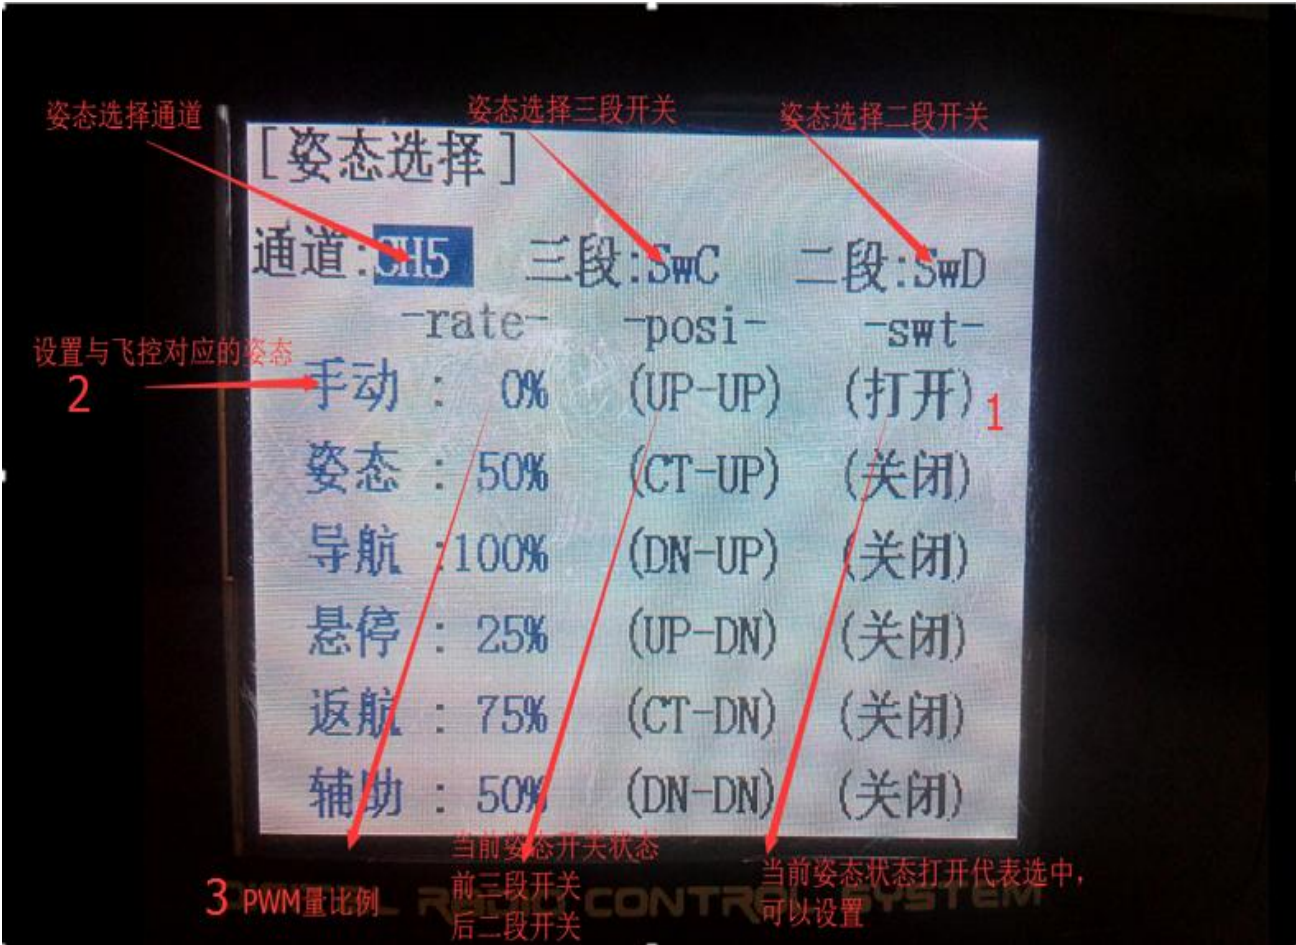 姿态选择通道
姿态选择三段开关
姿态选择二段开关
[姿态选择]
通道:CH5 三段:SwC 二段:SwD
-rate- -posi- -swt-
设置与飞控对应的姿态
2
手动 : 0% (UP-UP) (打开)
1
姿态 : 50% (CT-UP) (关闭)
导航 :100% (DN-UP) (关闭)
悬停 : 25% (UP-DN) (关闭)
返航 : 75% (CT-DN) (关闭)
辅助 : 50% (DN-DN) (关闭)
3 PWM量比例
当前姿态开关状态
前三段开关
后二段开关
当前姿态状态打开代表选中，
可以设置
RADIO CONTROL SYSTEM